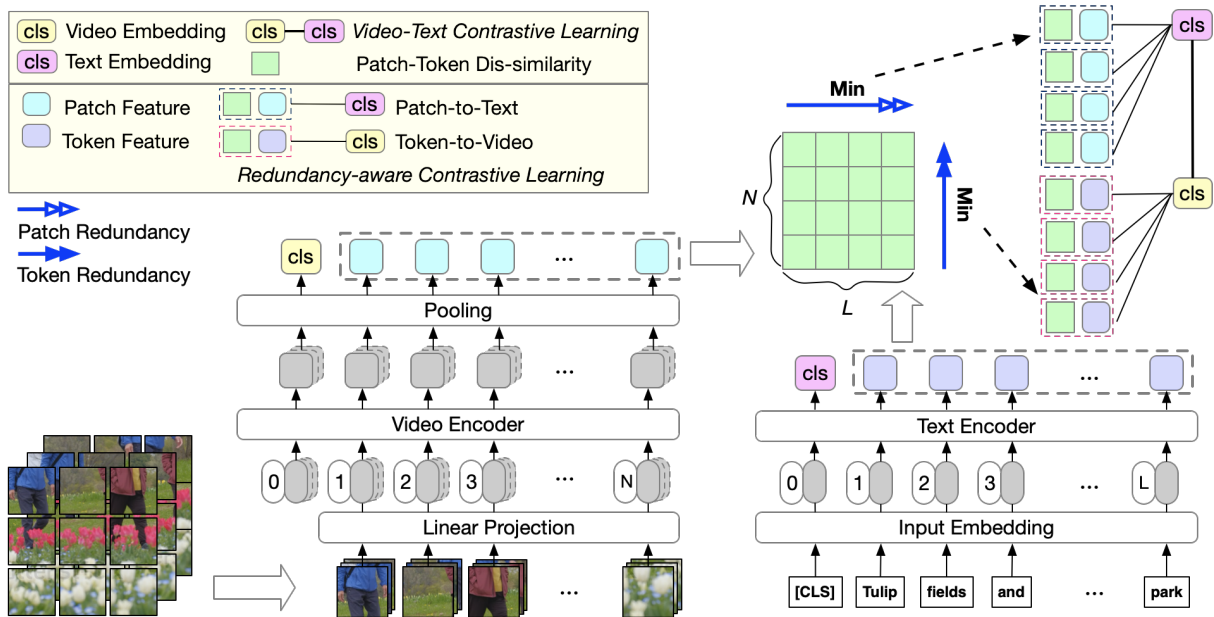 cls Video Embedding cls cls Video-Text Contrastive Learning
cls Text Embedding Patch-Token Dis-similarity
Patch Feature cls Patch-to-Text
Token Feature cls Token-to-Video
Redundancy-aware Contrastive Learning
Patch Redundancy
Token Redundancy
cls ...
Pooling
...
Video Encoder
0 1 2 3 ... N
Linear Projection
...
Min
N
L
Min
cls
cls
cls ...
Text Encoder
0 1 2 3 ... L
Input Embedding
[CLS] Tulip fields and ... park